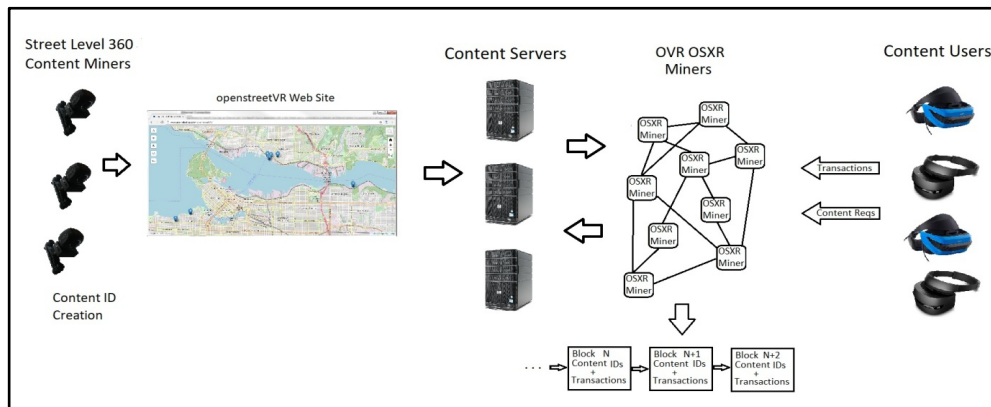 Street Level 360
Content Miners
openstreetVR Web Site
Content ID
Creation
Content Servers
OVR OSXR
Miners
OSXR
Miner
OSXR
Miner
OSXR
Miner
OSXR
Miner
OSXR
Miner
OSXR
Miner
OSXR
Miner
OSXR
Miner
OSXR
Miner
Content Users
Transactions
Content Reqs
. . .
Block N
Content IDs
+
Transactions
Block N+1
Content IDs
+
Transactions
Block N+2
Content IDs
+
Transactions